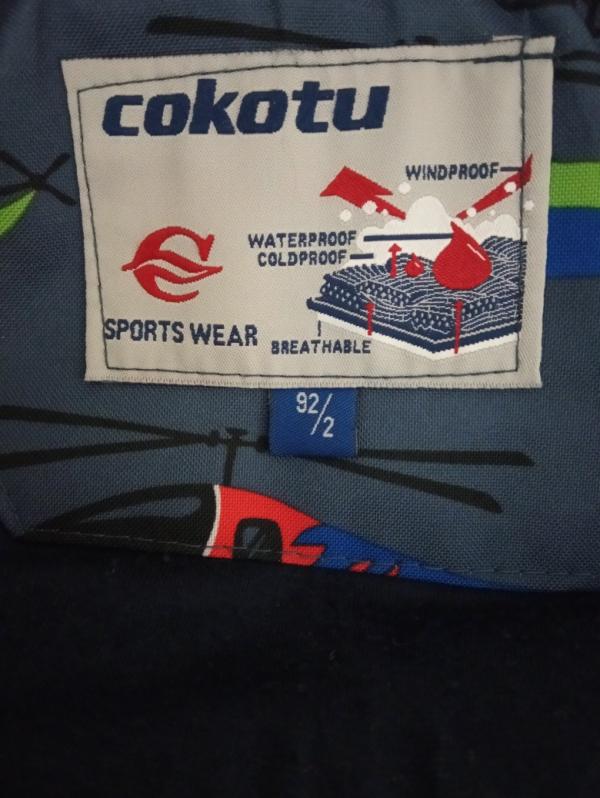 cokotu
WINDPROOF
WATERPROOF
COLDPROOF
SPORTS WEAR
BREATHABLE
92/2